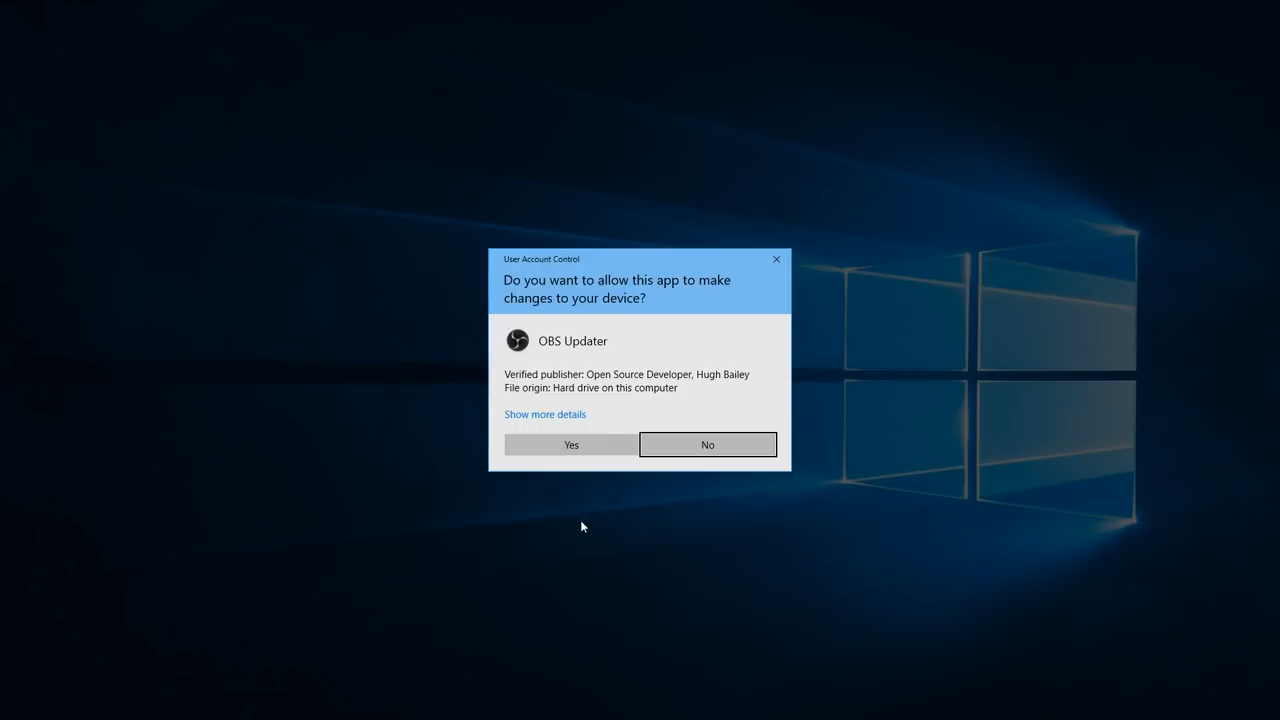 User Account Control
Do you want to allow this app to make
changes to your device?
OBS Updater
Verified publisher: Open Source Developer, Hugh Bailey
File origin: Hard drive on this computer
Show more details
Yes
No